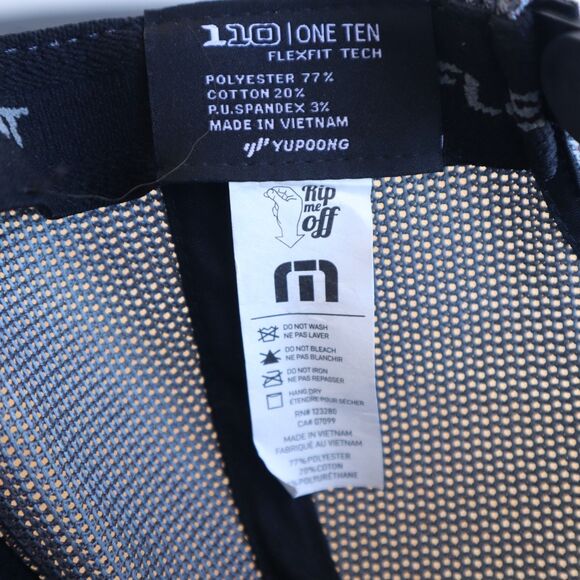 110 | ONE TEN
FLEXFIT TECH
POLYESTER 77%
COTTON 20%
P.U.SPANDEX 3%
MADE IN VIETNAM
YUPOONG
Rip
me
off
DO NOT WASH
NE PAS LAVER
DO NOT BLEACH
NE PAS BLANCHIR
DO NOT IRON
NE PAS REPASSER
HANG DRY
ÉTENDRE POUR SÉCHER
RN# 123280
CA# 07099
MADE IN VIETNAM
FABRIQUÉ AU VIETNAM
77% POLYESTER
20% COTON
% POLYURÉTHANE